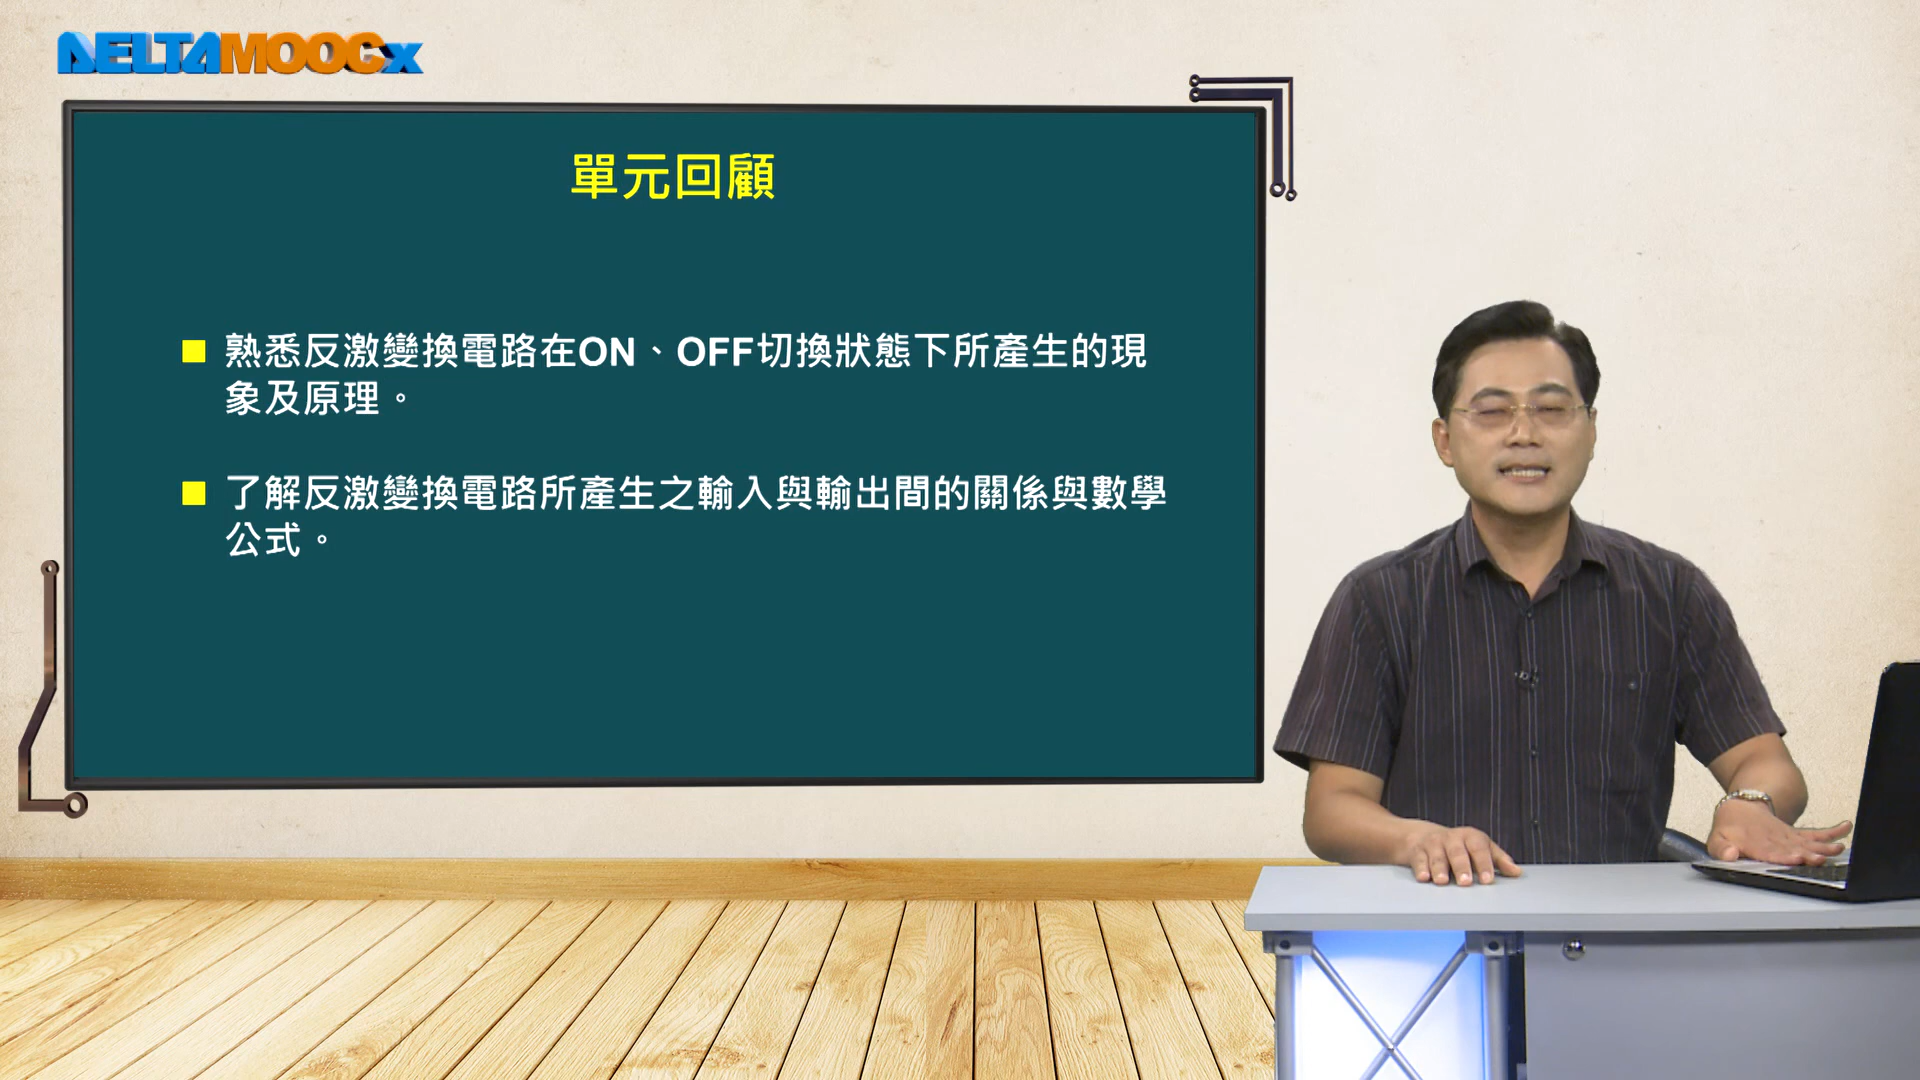 DELTAMOOCx
單元回顧
熟悉反激變換電路在ON、OFF切換狀態下所產生的現
象及原理。
了解反激變換電路所產生之輸入與輸出間的關係與數學
公式。